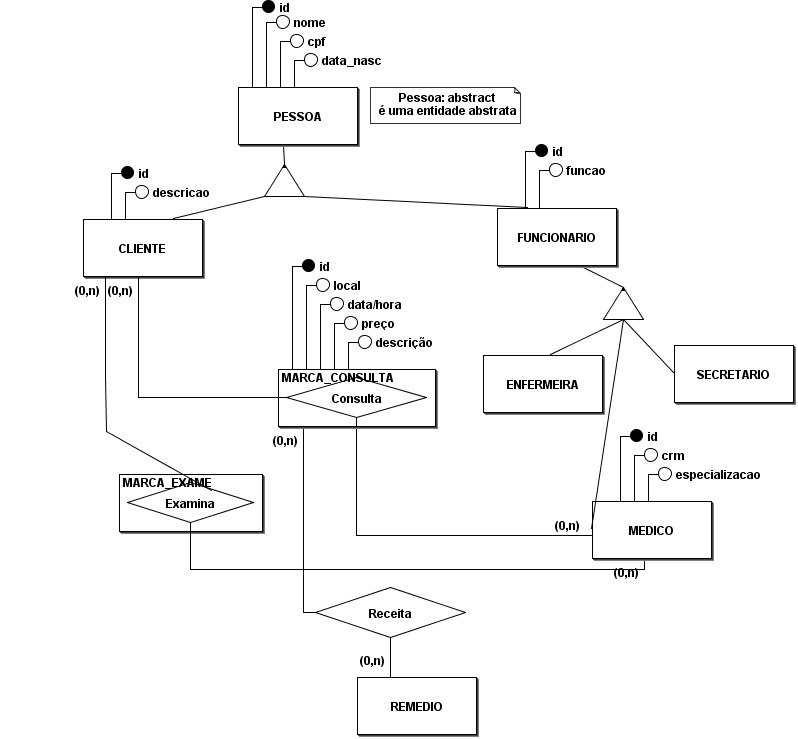 id
nome
cpf
data_nasc
PESSOA
Pessoa: abstract
é uma entidade abstrata
id
funcao
id
descricao
FUNCIONARIO
CLIENTE
(0,n)
(0,n)
id
local
data/hora
preço
descrição
MARCA_CONSULTA
Consulta
(0,n)
ENFERMEIRA
SECRETARIO
id
crm
especializacao
MARCA_EXAME
Examina
(0,n)
MEDICO
(0,n)
Receita
(0,n)
REMEDIO